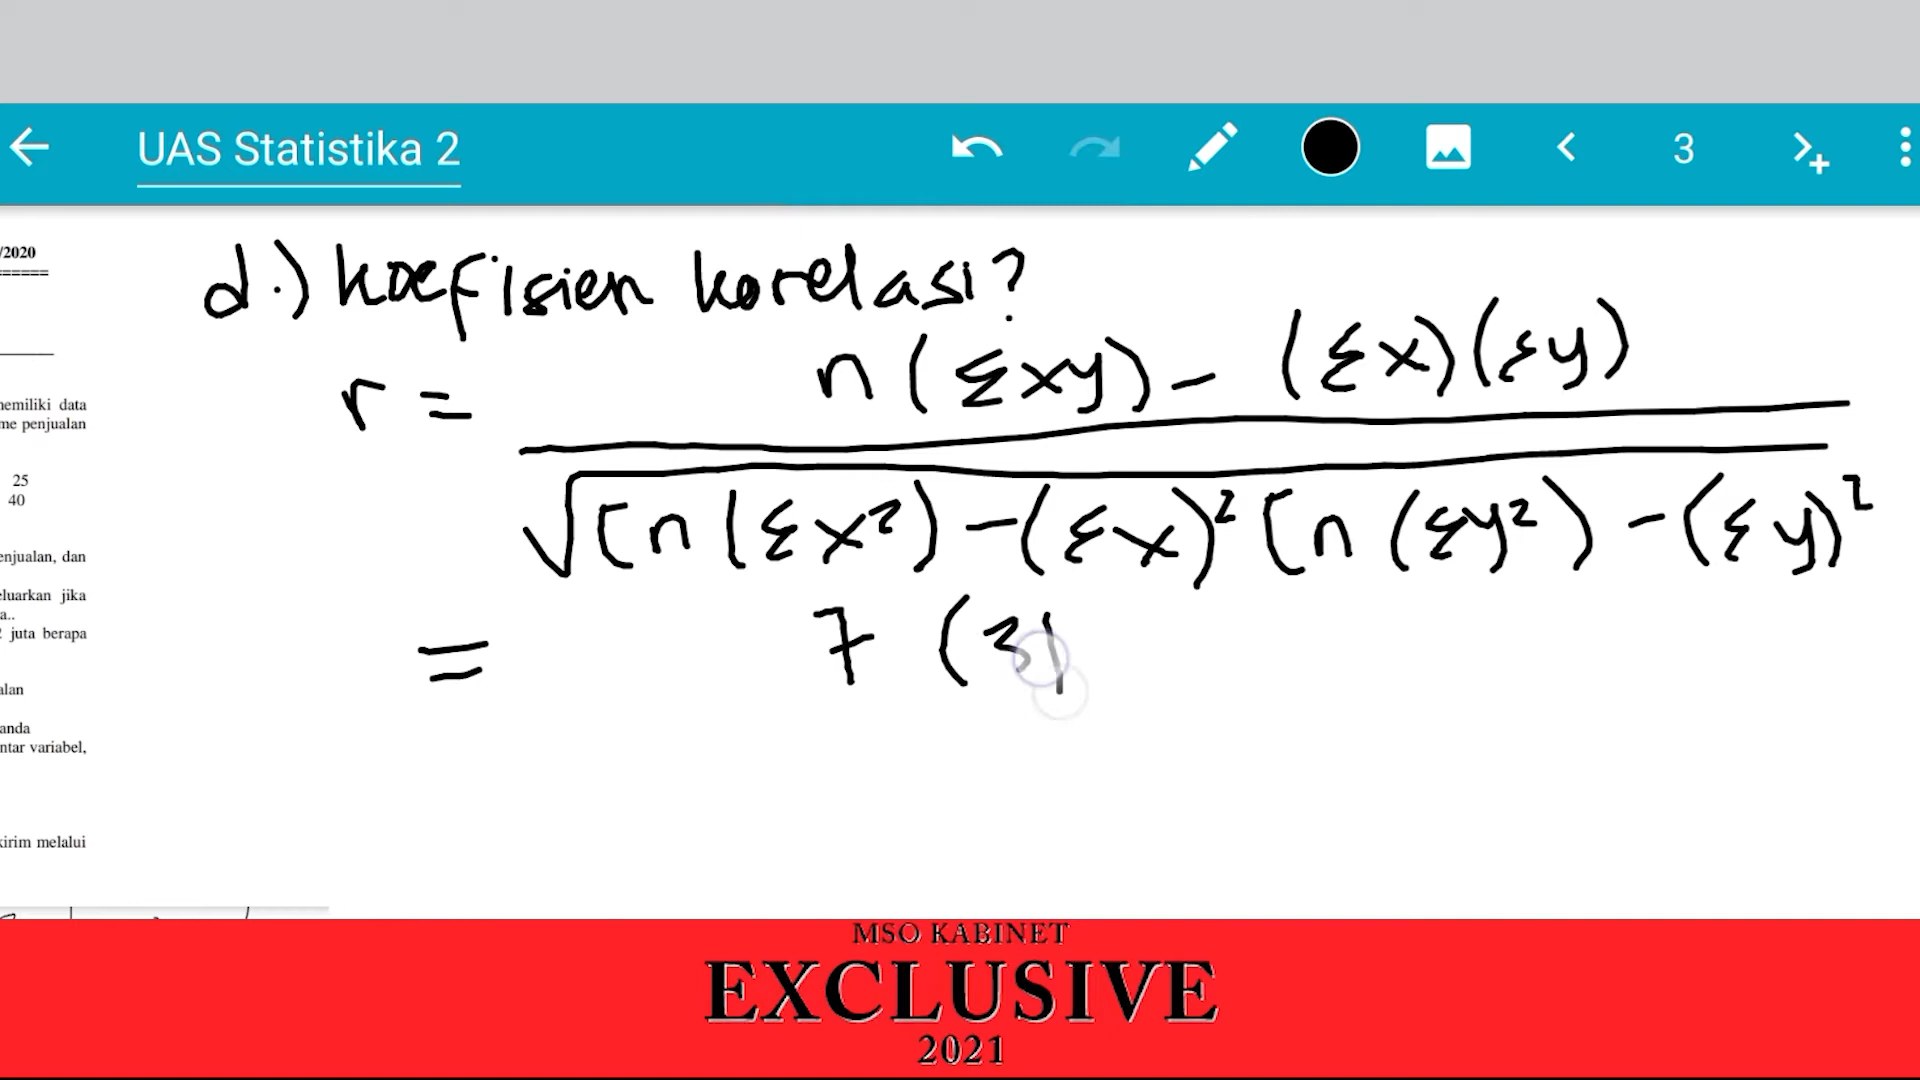 UAS Statistika 2
3
/2020
======
d.) koefisien korelasi?
r = n (Σxy) - (Σx) (Σy)
√[n (Σx²) - (Σx)² [n (Σy²) - (Σy)²
= 7 (3
emiliki data
me penjualan
25
40
enjualan, dan
eluarkan jika
a..
juta berapa
alan
anda
ntar variabel,
kirim melalui
MSO KABINET
EXCLUSIVE
2021